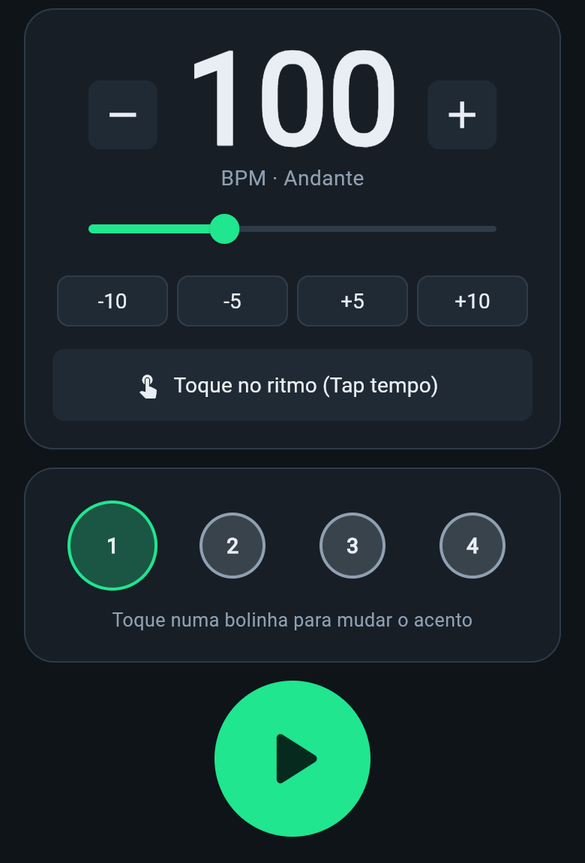 − 100 +
BPM · Andante
-10 -5 +5 +10
Toque no ritmo (Tap tempo)
1 2 3 4
Toque numa bolinha para mudar o acento